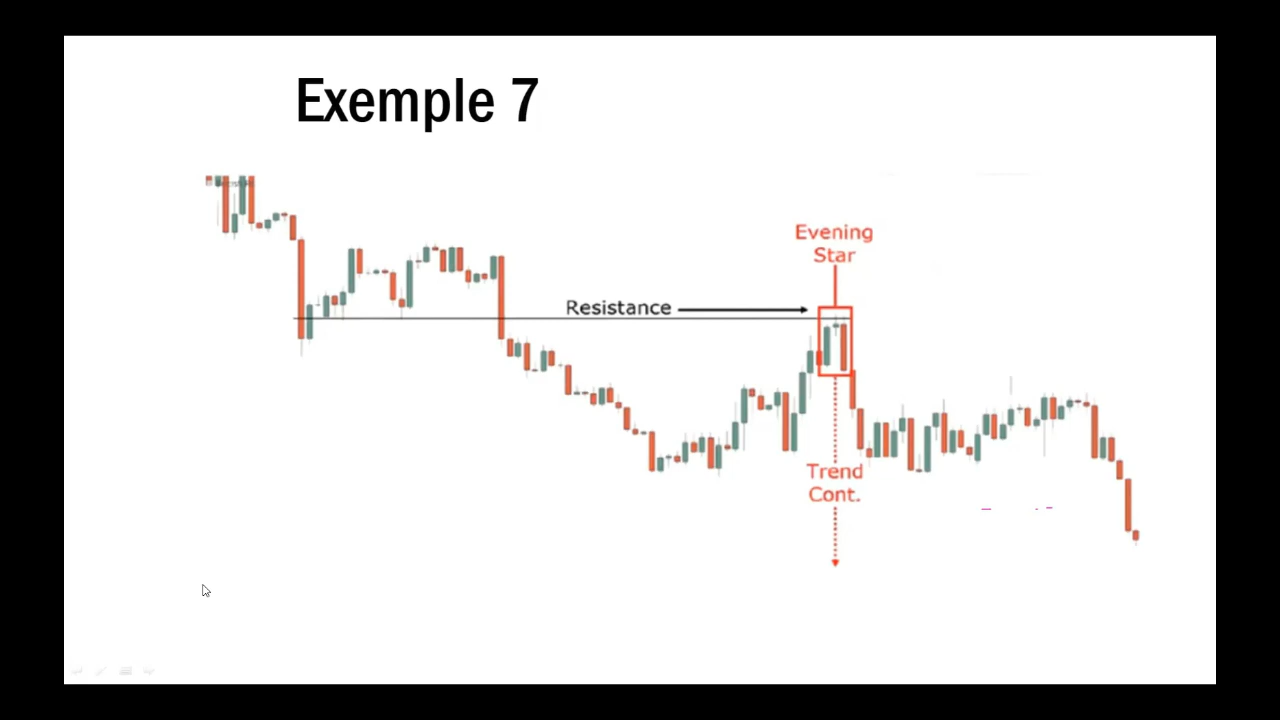 Exemple 7
Evening
Star
Resistance
Trend
Cont.